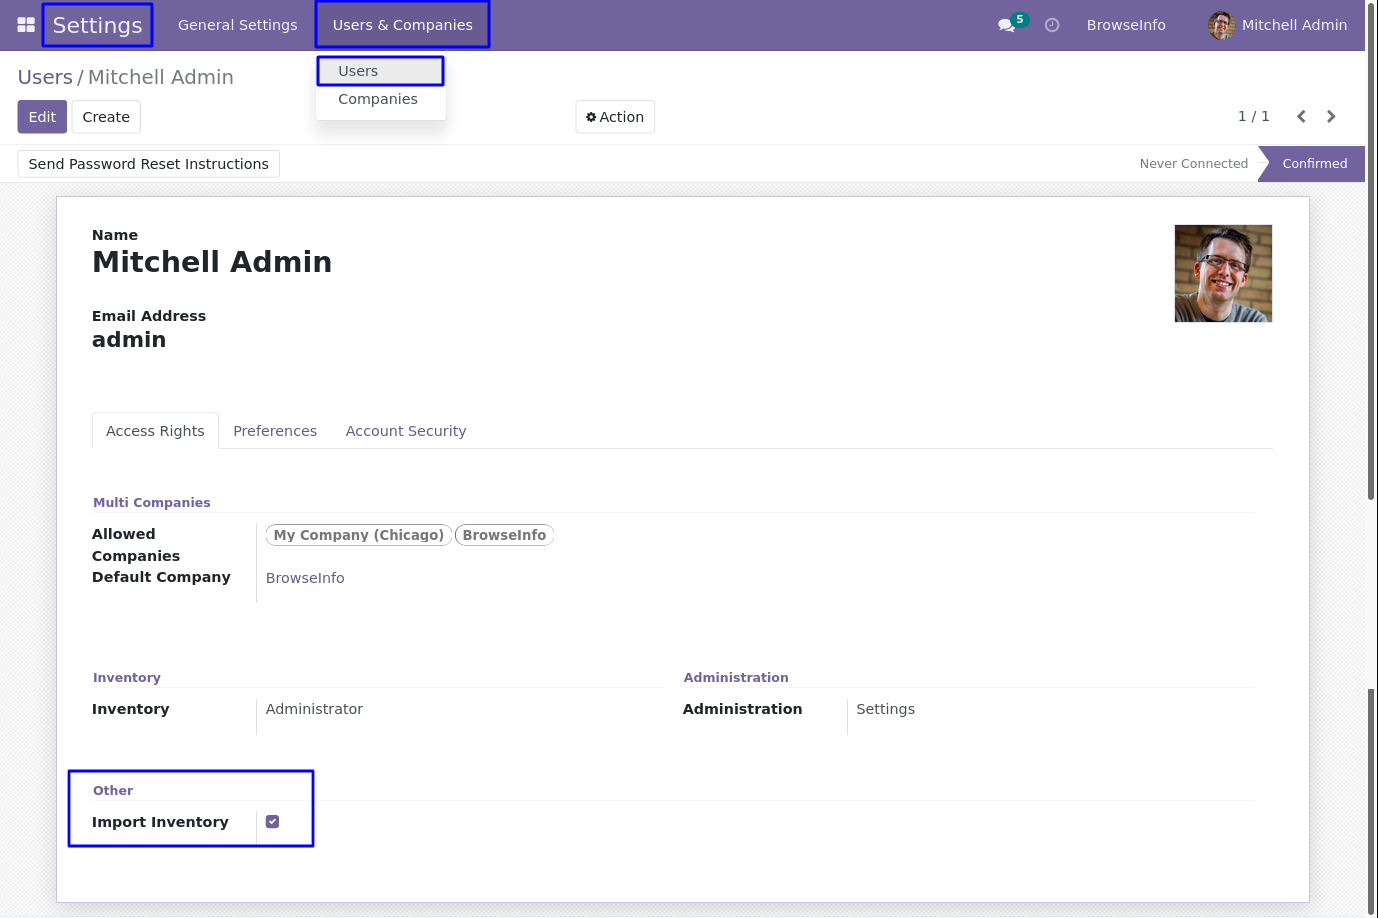 Settings General Settings Users & Companies 5 BrowseInfo Mitchell Admin
Users / Mitchell Admin
Users
Companies
Edit Create Action 1 / 1
Send Password Reset Instructions Never Connected Confirmed
Name
Mitchell Admin
Email Address
admin
Access Rights Preferences Account Security
Multi Companies
Allowed Companies My Company (Chicago) BrowseInfo
Default Company BrowseInfo
Inventory Administration
Inventory Administrator Administration Settings
Other
Import Inventory